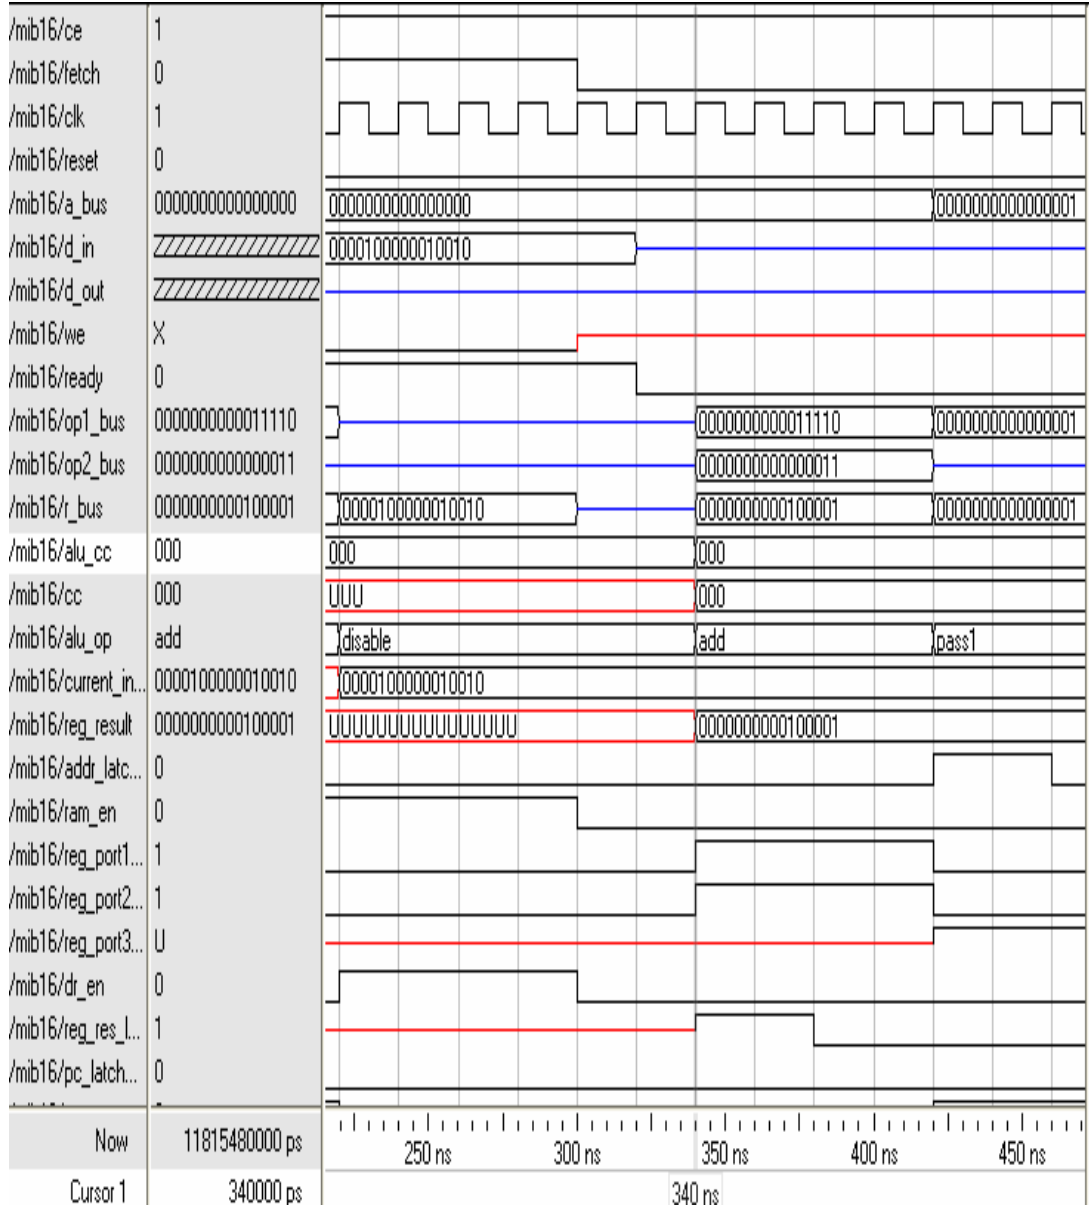 /mib16/ce 1
/mib16/fetch 0
/mib16/clk 1
/mib16/reset 0
/mib16/a_bus 0000000000000000 0000000000000000 0000000000000001
/mib16/d_in 0000100000010010
/mib16/d_out
/mib16/we X
/mib16/ready 0
/mib16/op1_bus 0000000000011110 0000000000011110 0000000000000001
/mib16/op2_bus 0000000000000011 0000000000000011
/mib16/r_bus 0000000000100001 0000100000010010 0000000000100001 0000000000000001
/mib16/alu_cc 000 000 000
/mib16/cc 000 UUU 000
/mib16/alu_op add disable add pass1
/mib16/current_in... 0000100000010010 0000100000010010
/mib16/reg_result 0000000000100001 UUUUUUUUUUUUUUUU 0000000000100001
/mib16/addr_latc... 0
/mib16/ram_en 0
/mib16/reg_port1... 1
/mib16/reg_port2... 1
/mib16/reg_port3... U
/mib16/dr_en 0
/mib16/reg_res_l... 1
/mib16/pc_latch... 0
Now 11815480000 ps 250 ns 300 ns 350 ns 400 ns 450 ns
Cursor 1 340000 ps 340 ns